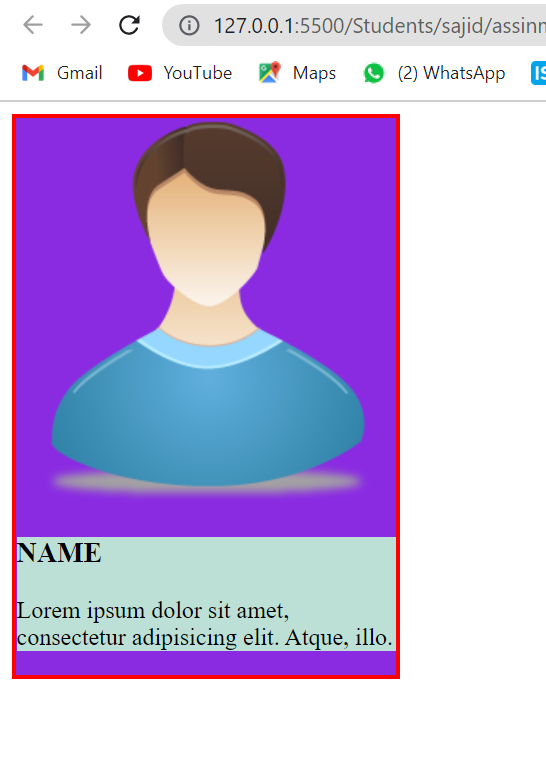 127.0.0.1:5500/Students/sajid/assinm
Gmail YouTube Maps (2) WhatsApp IS
NAME
Lorem ipsum dolor sit amet,
consectetur adipisicing elit. Atque, illo.